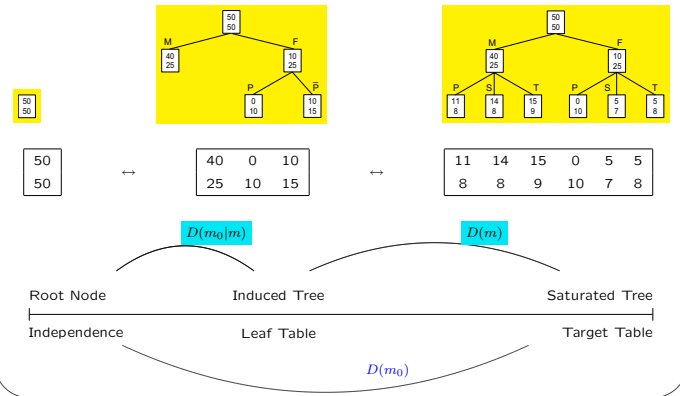 50
50
50
50
M
F
40
25
10
25
P
P̅
0
10
10
15
50
50
M
F
40
25
10
25
P S T P S T
11 14 15 0 5 5
8 8 9 10 7 8
50
50
↔
40 0 10
25 10 15
↔
11 14 15 0 5 5
8 8 9 10 7 8
D(m₀|m)
D(m)
Root Node Induced Tree Saturated Tree
Independence Leaf Table Target Table
D(m₀)